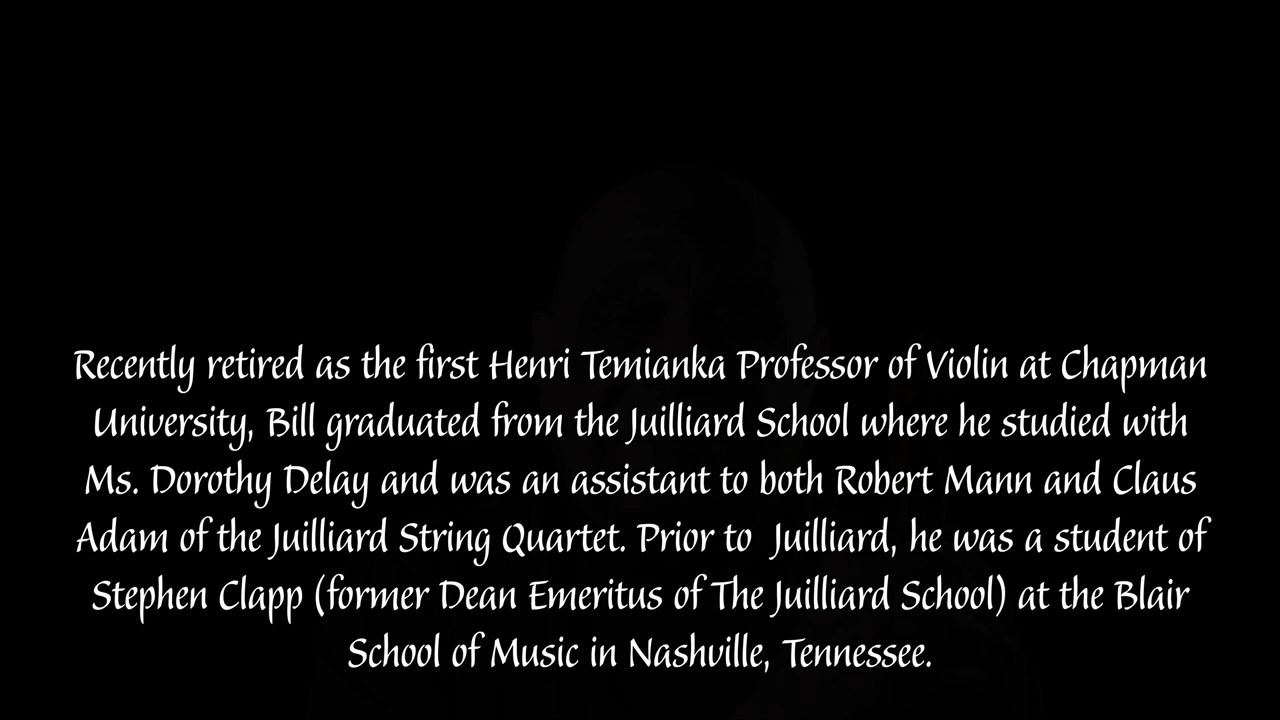 Recently retired as the first Henri Temianka Professor of Violin at Chapman
University, Bill graduated from the Juilliard School where he studied with
Ms. Dorothy Delay and was an assistant to both Robert Mann and Claus
Adam of the Juilliard String Quartet. Prior to  Juilliard, he was a student of
Stephen Clapp (former Dean Emeritus of The Juilliard School) at the Blair
School of Music in Nashville, Tennessee.